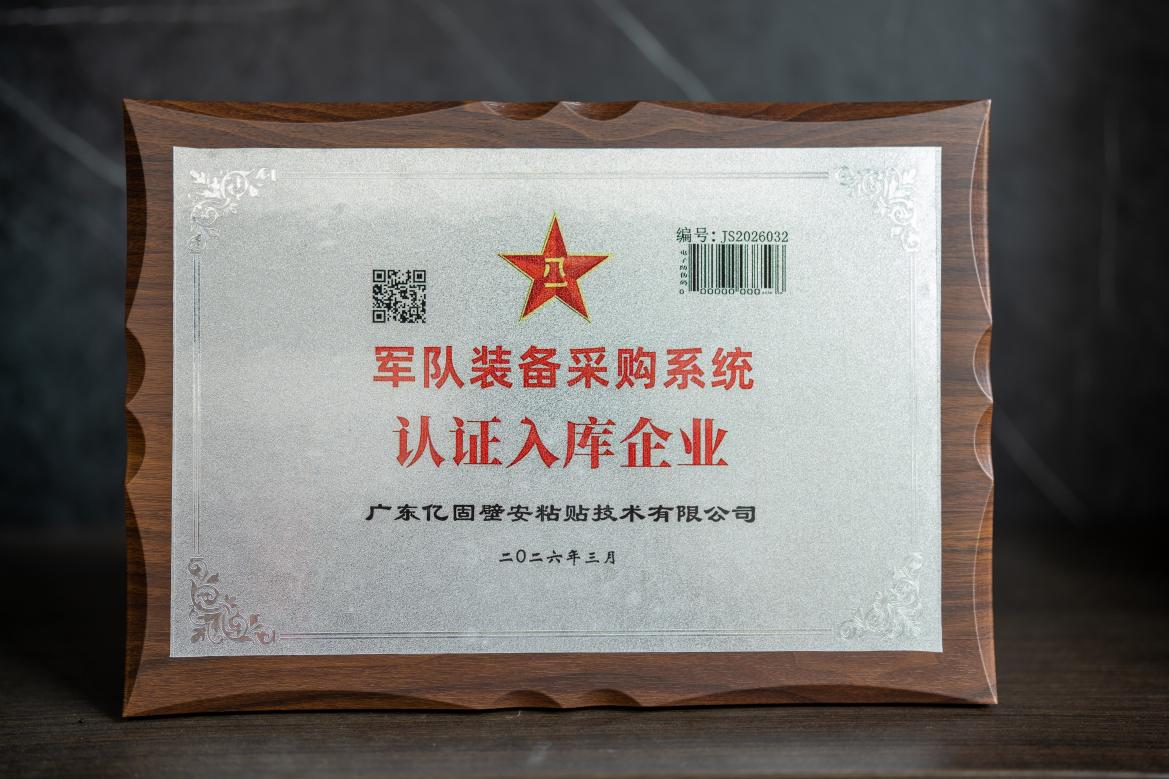 编号：JS2026032
八一
军队装备采购系统
认证入库企业
广东亿固壁安粘贴技术有限公司
二〇二六年三月